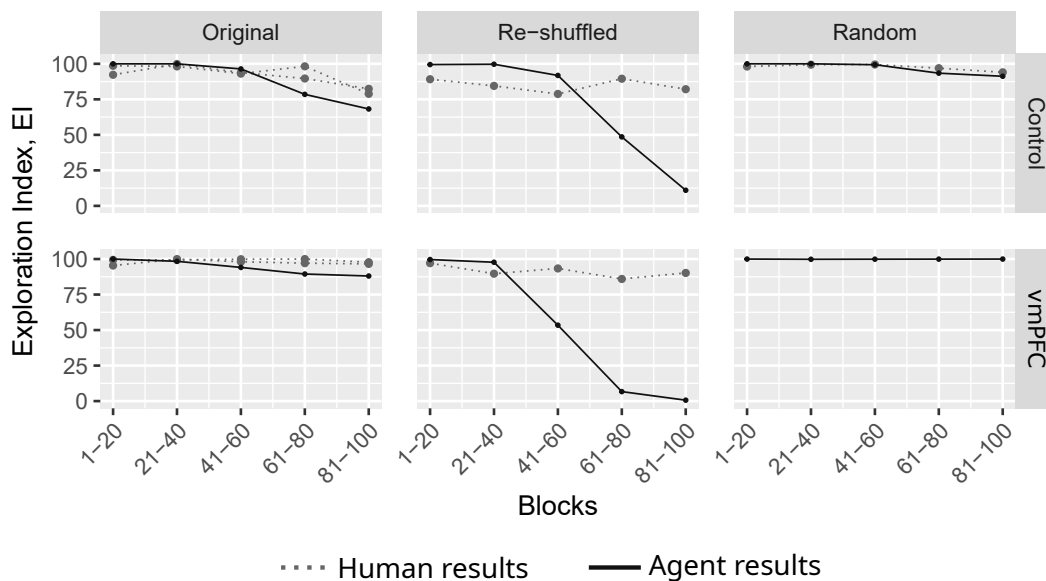 Original Re−shuffled Random
Exploration Index, EI
100
75
50
25
0
Control
100
75
50
25
0
vmPFC
1−20 21−40 41−60 61−80 81−100 1−20 21−40 41−60 61−80 81−100 1−20 21−40 41−60 61−80 81−100
Blocks
Human results Agent results